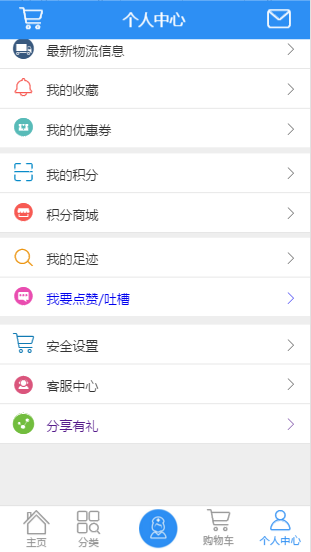 个人中心
最新物流信息
我的收藏
我的优惠券
我的积分
积分商城
我的足迹
我要点赞/吐槽
安全设置
客服中心
分享有礼
主页
分类
购物车
个人中心